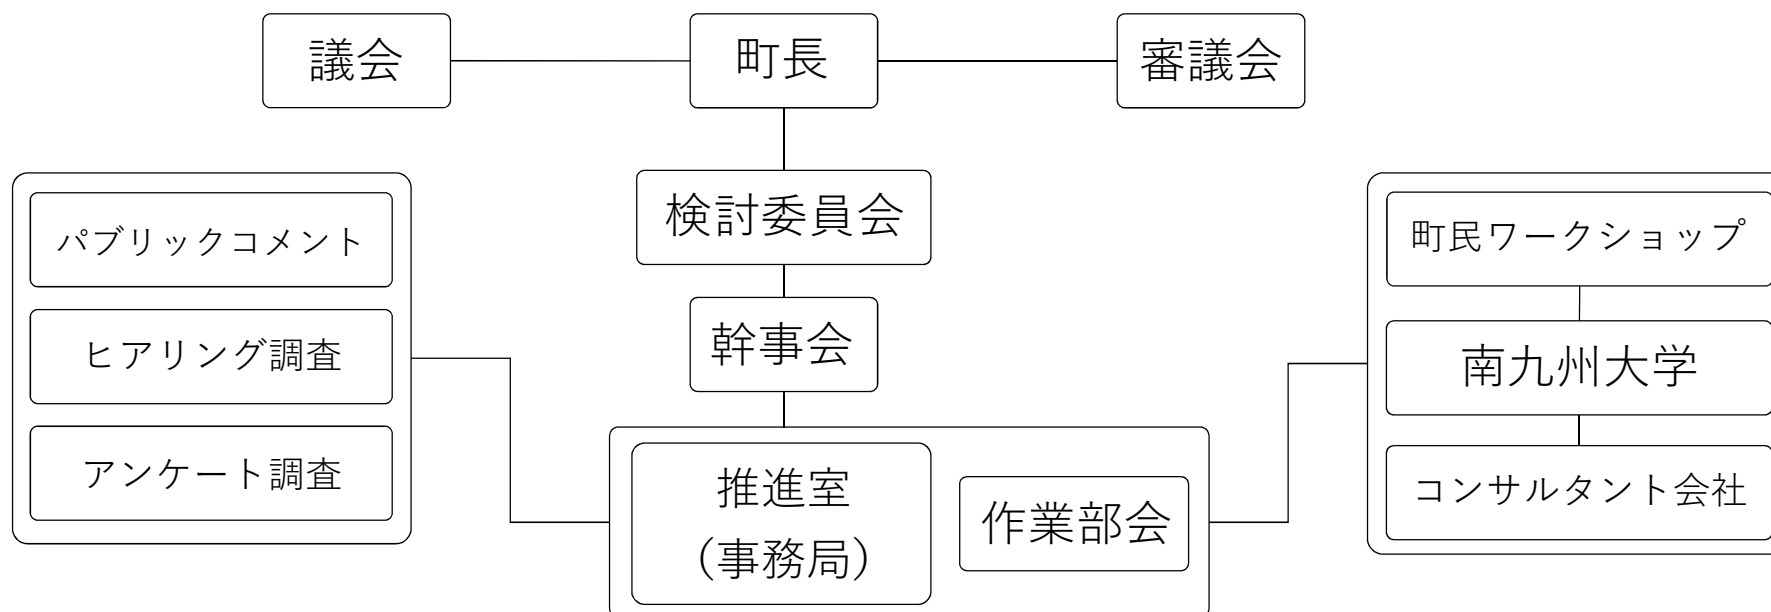 議会
町長
審議会
検討委員会
幹事会
パブリックコメント
ヒアリング調査
アンケート調査
推進室
(事務局)
作業部会
町民ワークショップ
南九州大学
コンサルタント会社